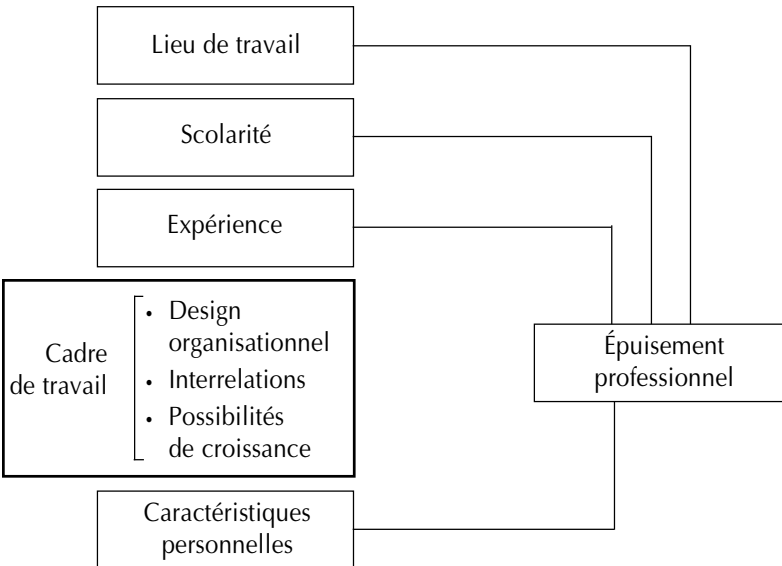 Lieu de travail
Scolarité
Expérience
Cadre
de travail
• Design
organisationnel
• Interrelations
• Possibilités
de croissance
Épuisement
professionnel
Caractéristiques
personnelles